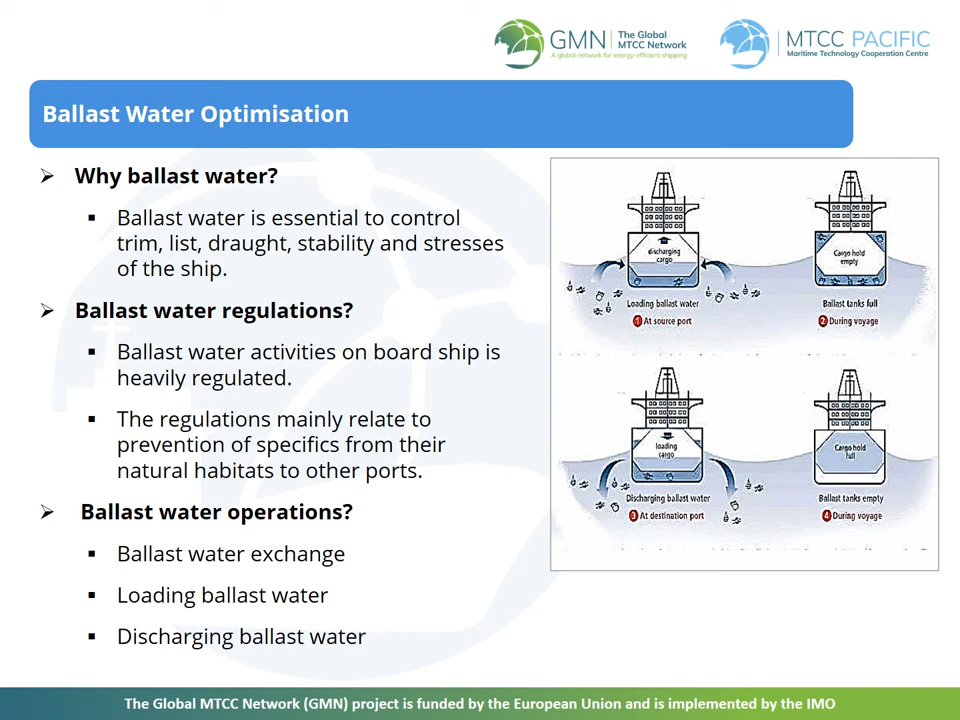 GMN | The Global MTCC Network
A global network for energy-efficient shipping
MTCC PACIFIC
Maritime Technology Cooperation Centre
Ballast Water Optimisation
Why ballast water?
Ballast water is essential to control
trim, list, draught, stability and stresses
of the ship.
Ballast water regulations?
Ballast water activities on board ship is
heavily regulated.
The regulations mainly relate to
prevention of specifics from their
natural habitats to other ports.
Ballast water operations?
Ballast water exchange
Loading ballast water
Discharging ballast water
discharging
cargo
Loading ballast water
1 At source port
Cargo hold
empty
Ballast tanks full
2 During voyage
loading
cargo
Discharging ballast water
3 At destination port
Cargo hold
full
Ballast tanks empty
4 During voyage
The Global MTCC Network (GMN) project is funded by the European Union and is implemented by the IMO